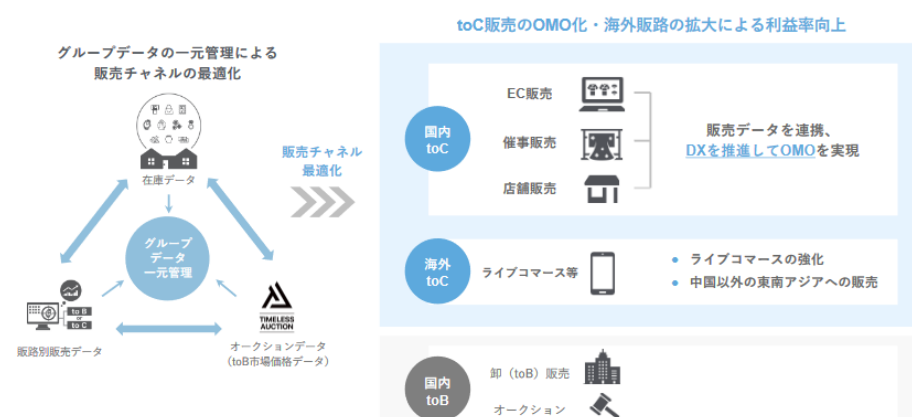 toC販売のOMO化・海外販路の拡大による利益率向上
グループデータの一元管理による
販売チャネルの最適化
在庫データ
グループ
データ
一元管理
販路別販売データ
to B
or
to C
TIMELESS
AUCTION
オークションデータ
（toB市場価格データ）
販売チャネル
最適化
国内
toC
EC販売
催事販売
店舗販売
販売データを連携、
DXを推進してOMOを実現
海外
toC
ライブコマース等
● ライブコマースの強化
● 中国以外の東南アジアへの販売
国内
toB
卸（toB）販売
オークション